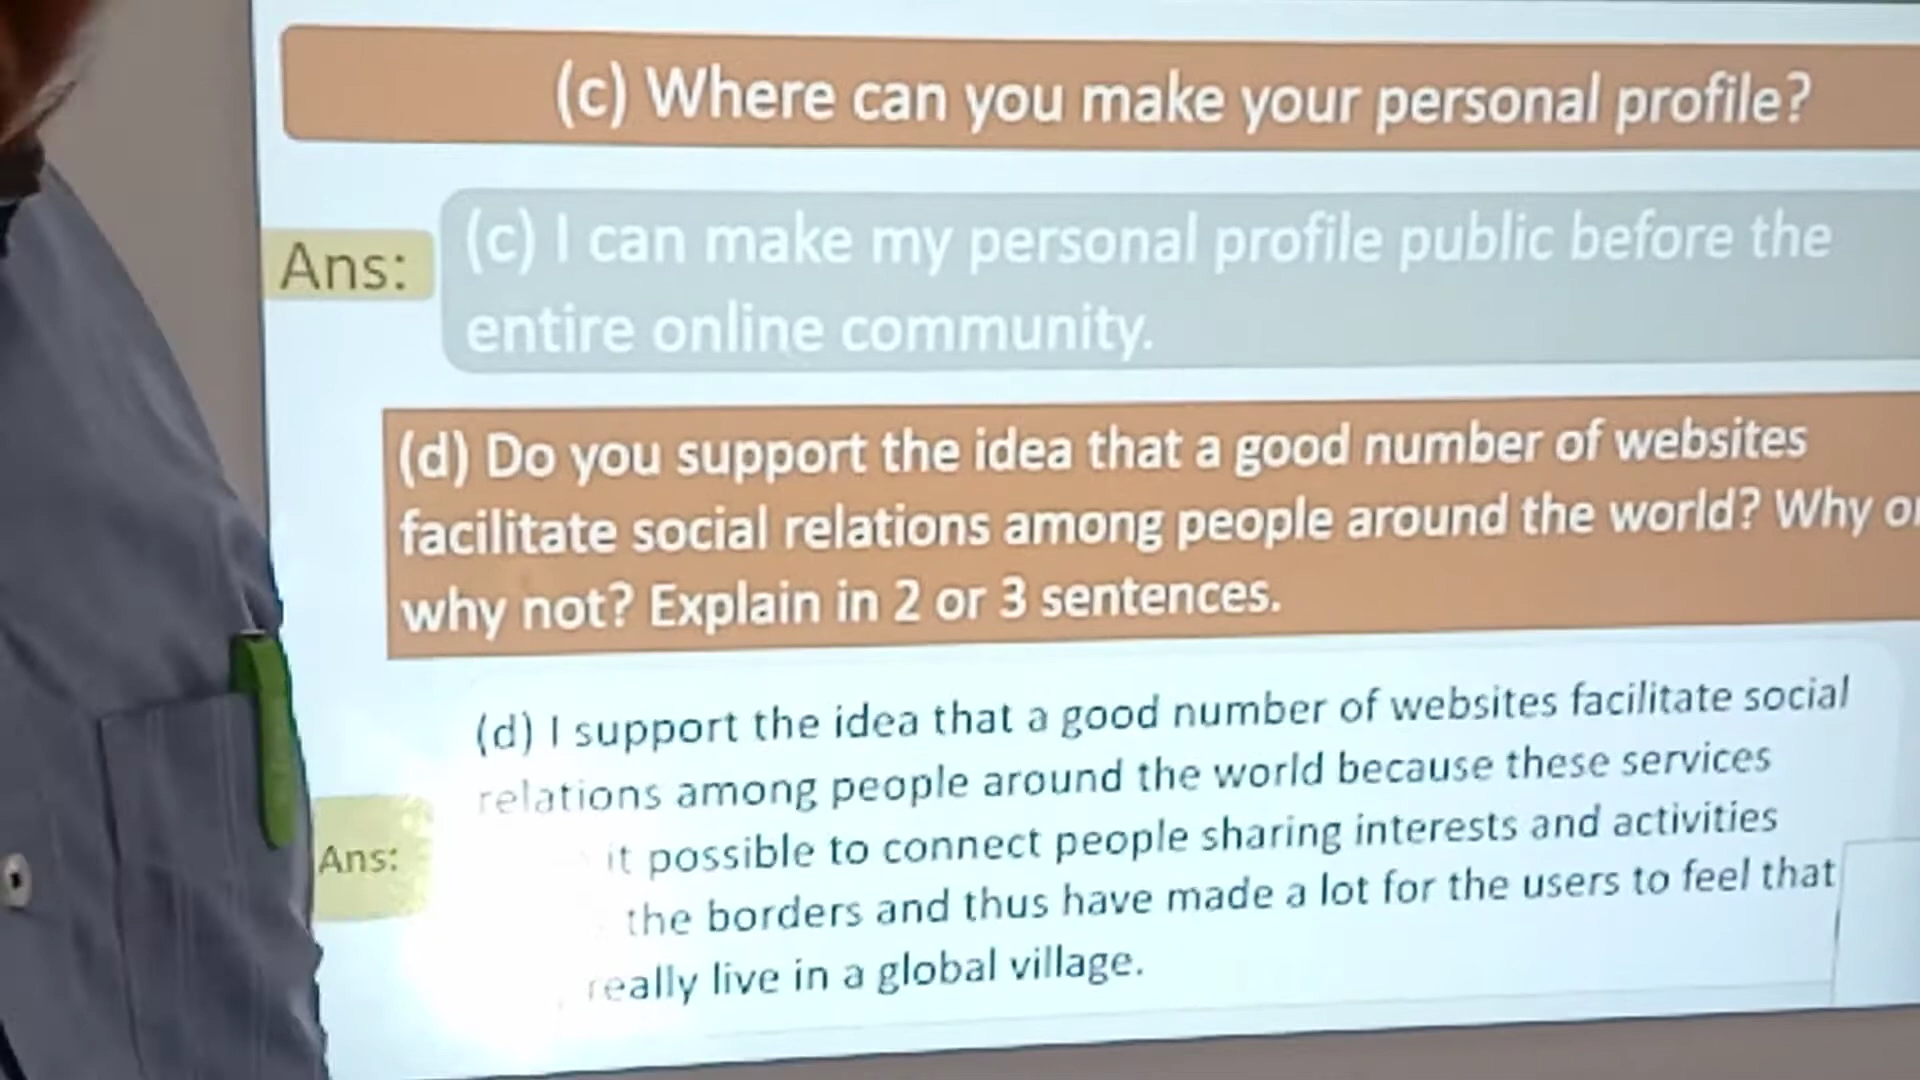 (c) Where can you make your personal profile?
Ans:
(c) I can make my personal profile public before the
entire online community.
(d) Do you support the idea that a good number of websites
facilitate social relations among people around the world? Why or
why not? Explain in 2 or 3 sentences.
Ans:
(d) I support the idea that a good number of websites facilitate social
relations among people around the world because these services
it possible to connect people sharing interests and activities
the borders and thus have made a lot for the users to feel that
really live in a global village.